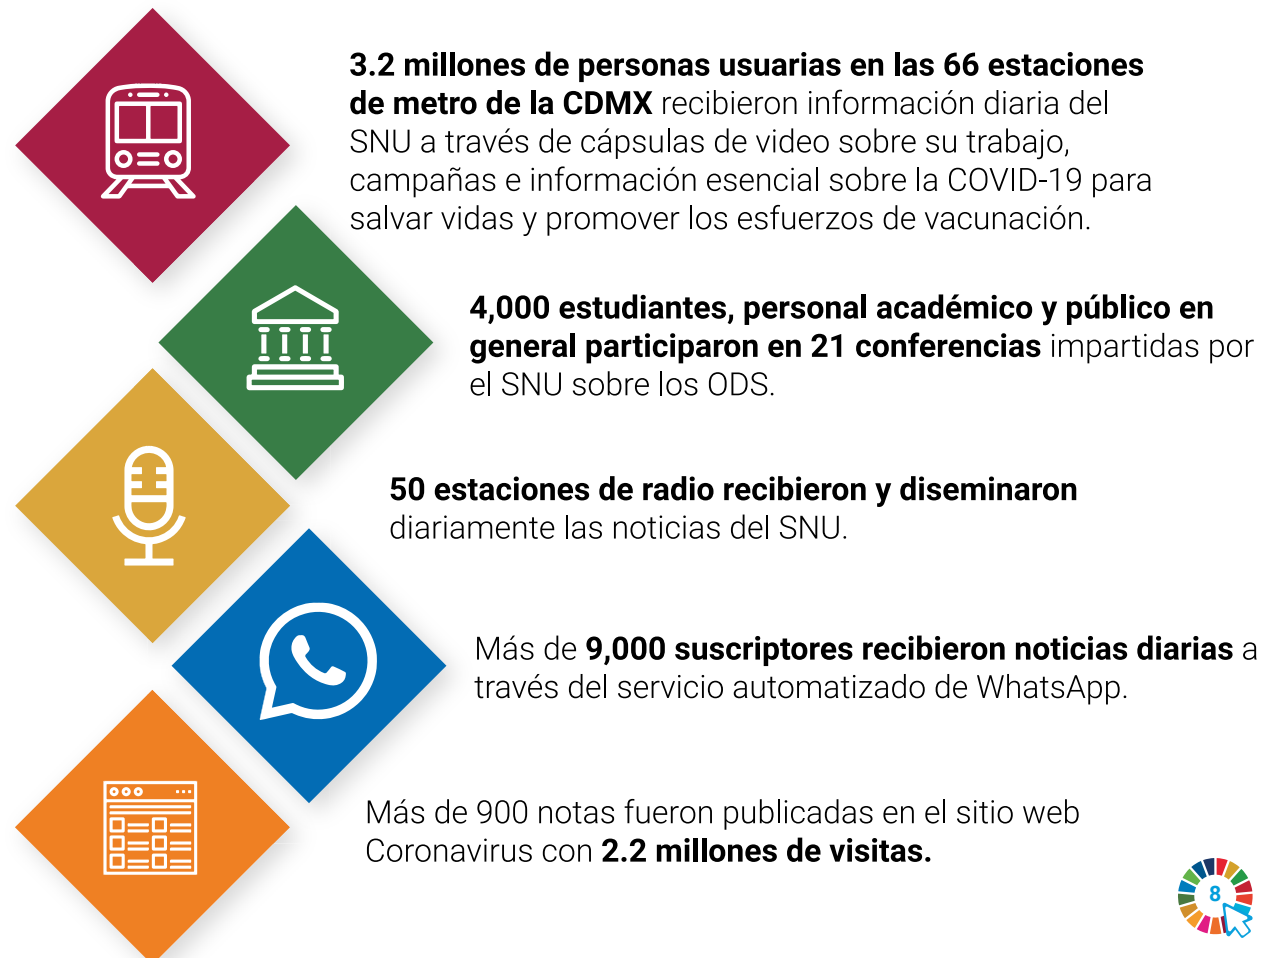 3.2 millones de personas usuarias en las 66 estaciones
de metro de la CDMX recibieron información diaria del
SNU a través de cápsulas de video sobre su trabajo,
campañas e información esencial sobre la COVID-19 para
salvar vidas y promover los esfuerzos de vacunación.
4,000 estudiantes, personal académico y público en
general participaron en 21 conferencias impartidas por
el SNU sobre los ODS.
50 estaciones de radio recibieron y diseminaron
diariamente las noticias del SNU.
Más de 9,000 suscriptores recibieron noticias diarias a
través del servicio automatizado de WhatsApp.
Más de 900 notas fueron publicadas en el sitio web
Coronavirus con 2.2 millones de visitas.
8